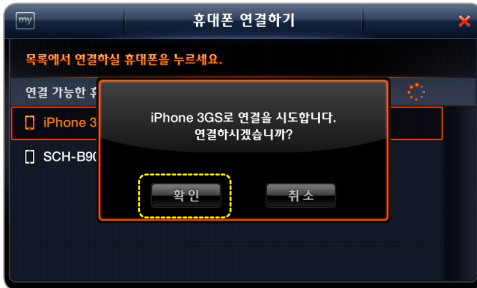 my
휴대폰 연결하기
목록에서 연결하실 휴대폰을 누르세요.
연결 가능한
iPhone 3
SCH-B90
iPhone 3GS로 연결을 시도합니다.
연결하시겠습니까?
확인
취소